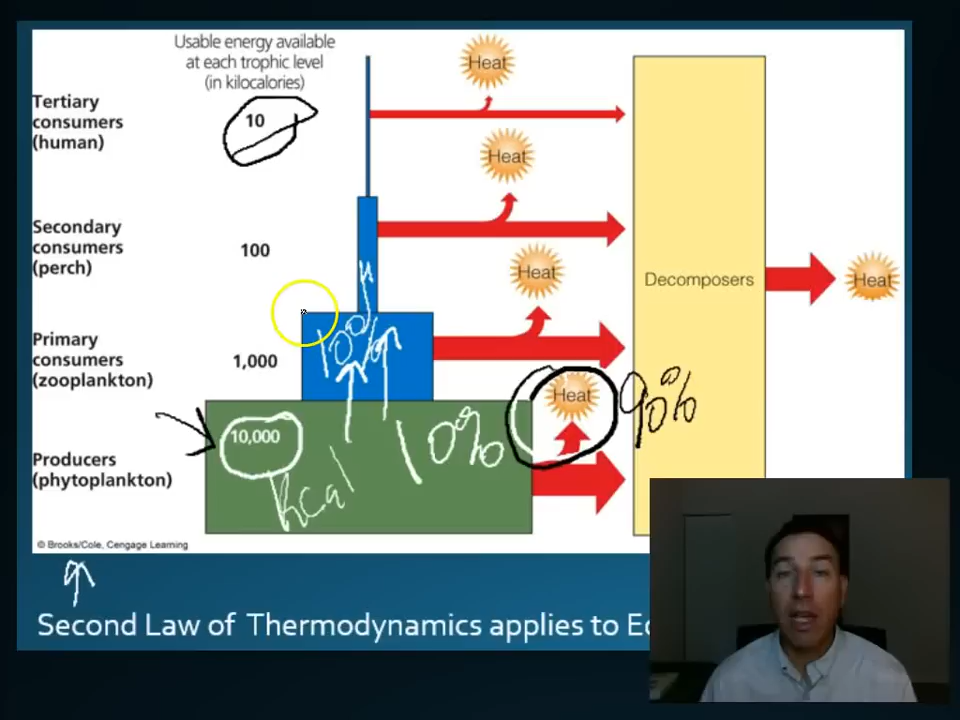 Usable energy available
at each trophic level
(in kilocalories)
Heat
Tertiary
consumers
(human)
10
Heat
Secondary
consumers
(perch)
100
Heat
Decomposers
Heat
Primary
consumers
(zooplankton)
1,000
10%
Heat
90%
10,000
10%
Producers
(phytoplankton)
kcal
© Brooks/Cole, Cengage Learning
Second Law of Thermodynamics applies to